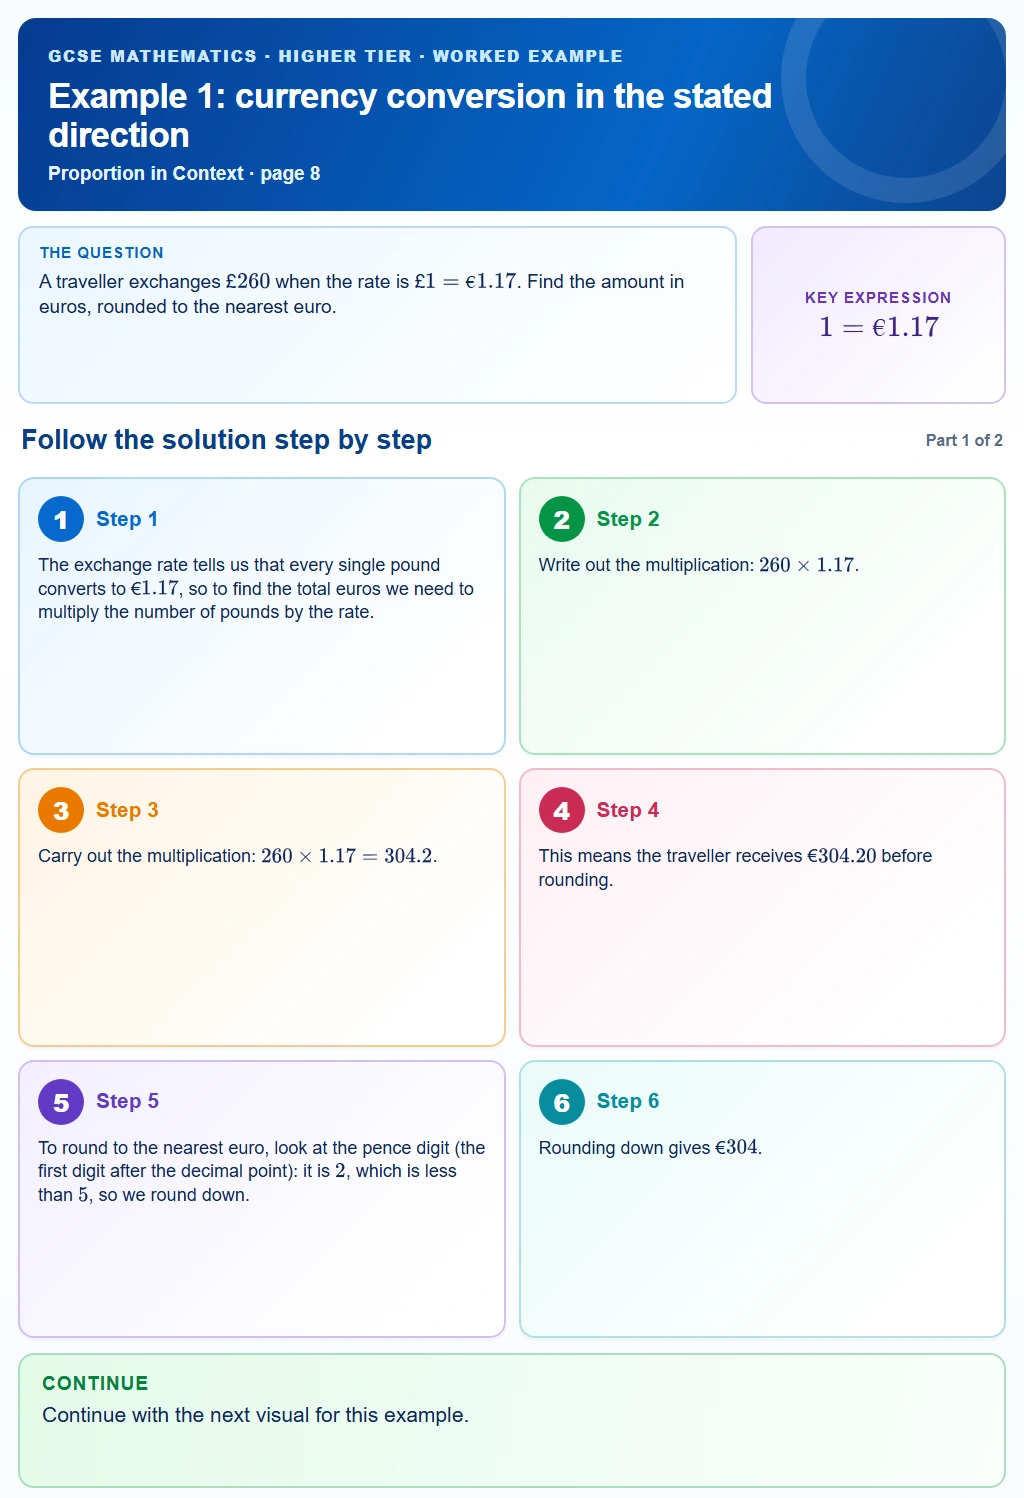 GCSE MATHEMATICS · HIGHER TIER · WORKED EXAMPLE
Example 1: currency conversion in the stated
direction
Proportion in Context · page 8
THE QUESTION
A traveller exchanges £260 when the rate is £1 = €1.17. Find the amount in
euros, rounded to the nearest euro.
KEY EXPRESSION
1 = €1.17
Follow the solution step by step
Part 1 of 2
1 Step 1
The exchange rate tells us that every single pound
converts to €1.17, so to find the total euros we need to
multiply the number of pounds by the rate.
2 Step 2
Write out the multiplication: 260 × 1.17.
3 Step 3
Carry out the multiplication: 260 × 1.17 = 304.2.
4 Step 4
This means the traveller receives €304.20 before
rounding.
5 Step 5
To round to the nearest euro, look at the pence digit (the
first digit after the decimal point): it is 2, which is less
than 5, so we round down.
6 Step 6
Rounding down gives €304.
CONTINUE
Continue with the next visual for this example.